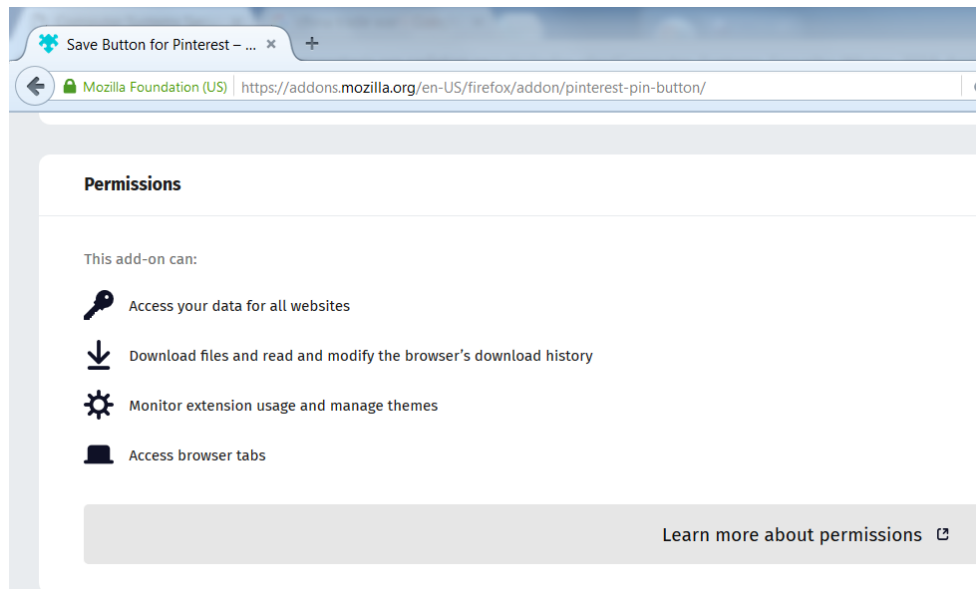 Save Button for Pinterest – ...
Mozilla Foundation (US) https://addons.mozilla.org/en-US/firefox/addon/pinterest-pin-button/
Permissions
This add-on can:
Access your data for all websites
Download files and read and modify the browser’s download history
Monitor extension usage and manage themes
Access browser tabs
Learn more about permissions